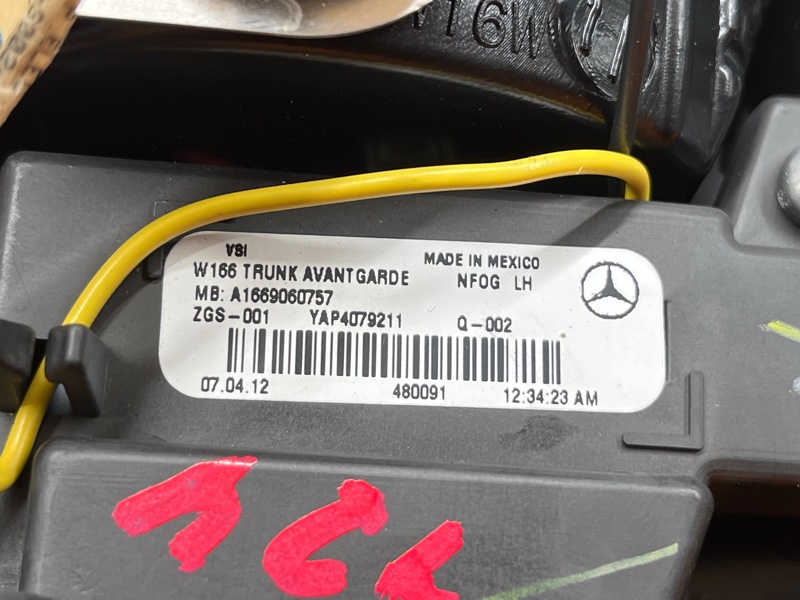 VSI
MADE IN MEXICO
W166 TRUNK AVANTGARDE NFOG LH
MB: A1669060757
ZGS-001 YAP4079211 Q-002
07.04.12 480091 12:34:23 AM